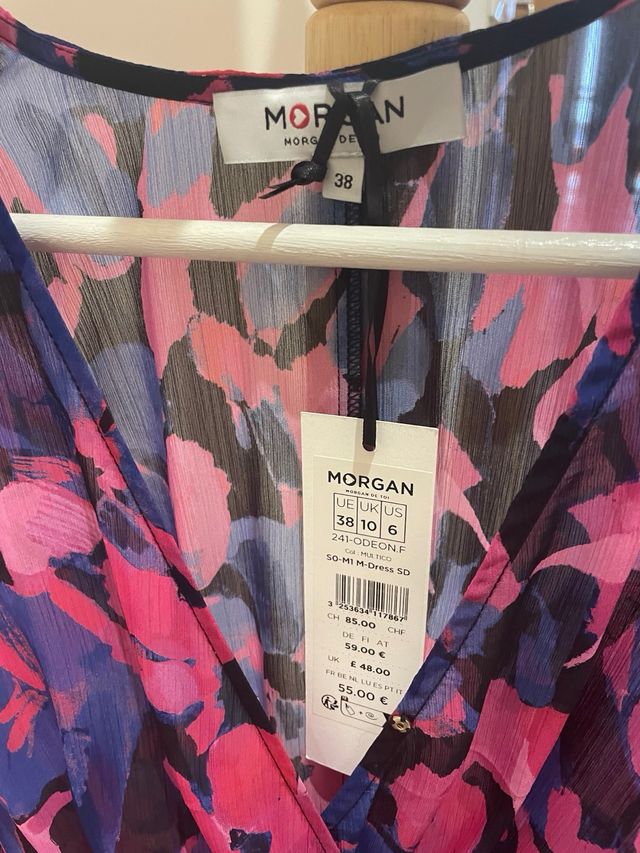 MORGAN
MORGAN DE
38
MORGAN
MORGAN DE TOI
UE UK US
38 10 6
241-ODEON.F
Col : MULTICO
S0-M1 M-Dress SD
3 253634 117867
CH 85.00 CHF
DE FI AT
59.00 €
UK £ 48.00
FR BE NL LU ES PT IT
55.00 €